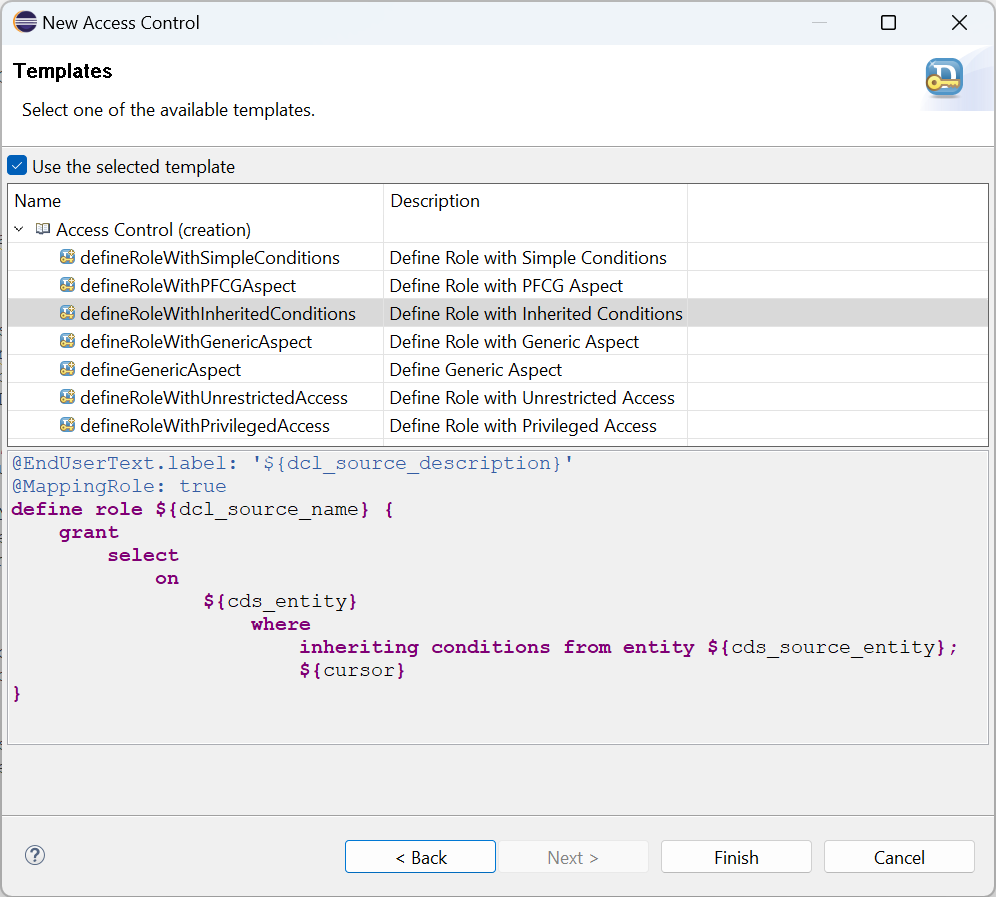 New Access Control
Templates
Select one of the available templates.
Use the selected template
Name Description
Access Control (creation)
defineRoleWithSimpleConditions Define Role with Simple Conditions
defineRoleWithPFCGAspect Define Role with PFCG Aspect
defineRoleWithInheritedConditions Define Role with Inherited Conditions
defineRoleWithGenericAspect Define Role with Generic Aspect
defineGenericAspect Define Generic Aspect
defineRoleWithUnrestrictedAccess Define Role with Unrestricted Access
defineRoleWithPrivilegedAccess Define Role with Privileged Access
@EndUserText.label: '${dcl_source_description}'
@MappingRole: true
define role ${dcl_source_name} {
grant
select
on
${cds_entity}
where
inheriting conditions from entity ${cds_source_entity};
${cursor}
}
? < Back Next > Finish Cancel